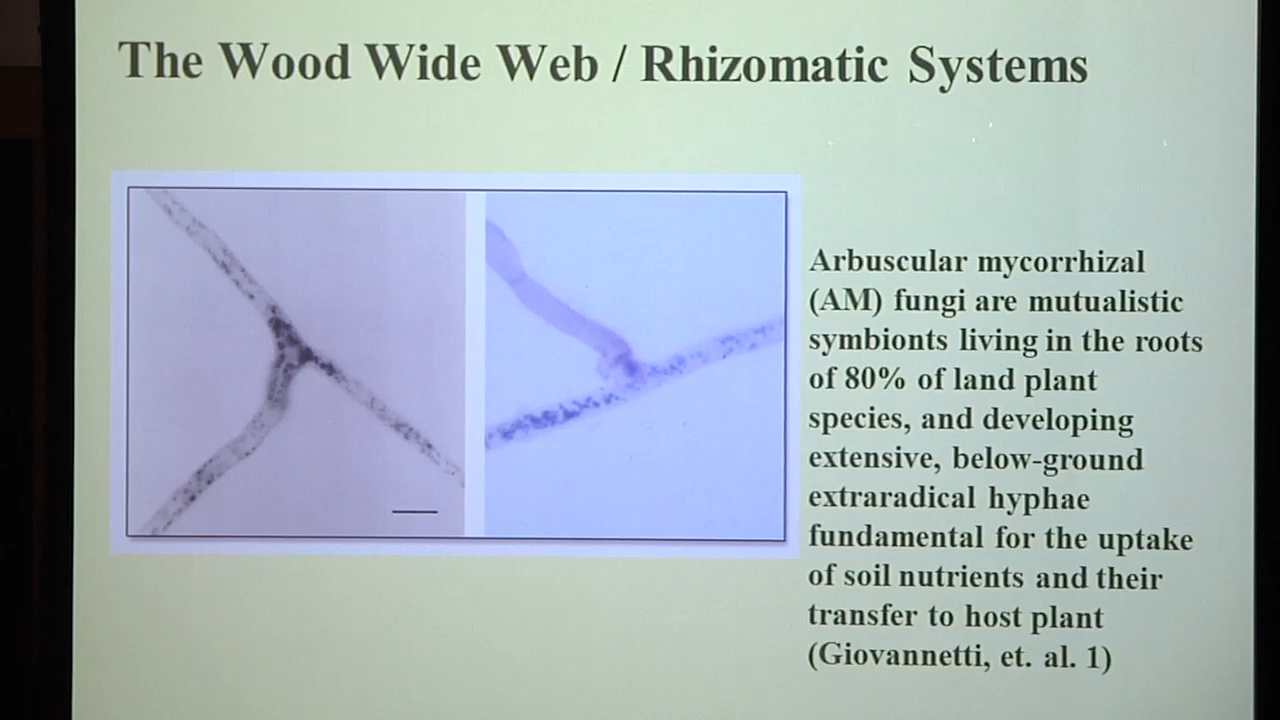 The Wood Wide Web / Rhizomatic Systems
Arbuscular mycorrhizal
(AM) fungi are mutualistic
symbionts living in the roots
of 80% of land plant
species, and developing
extensive, below-ground
extraradical hyphae
fundamental for the uptake
of soil nutrients and their
transfer to host plant
(Giovannetti, et. al. 1)